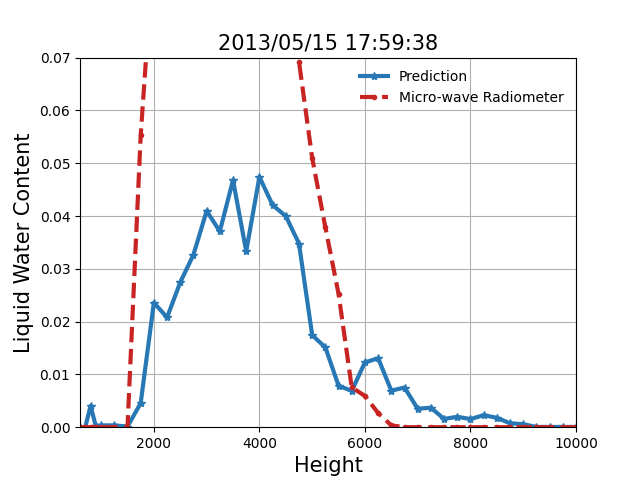 2013/05/15 17:59:38
Prediction
Micro-wave Radiometer
Liquid Water Content
0.07
0.06
0.05
0.04
0.03
0.02
0.01
0.00
2000 4000 6000 8000 10000
Height